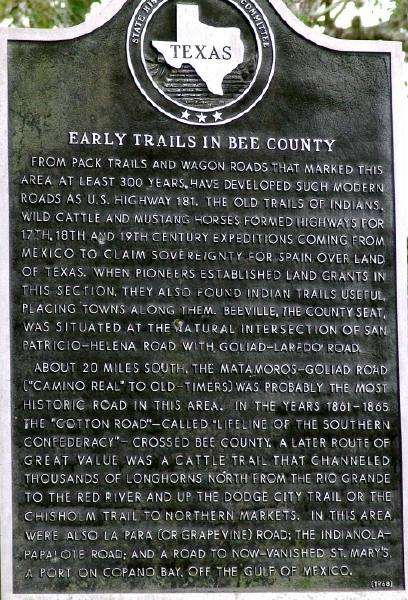 STATE HIS
COMMITTEE
TEXAS
EARLY TRAILS IN BEE COUNTY
FROM PACK TRAILS AND WAGON ROADS THAT MARKED THIS
AREA AT LEAST 300 YEARS, HAVE DEVELOPED SUCH MODERN
ROADS AS U.S. HIGHWAY 181. THE OLD TRAILS OF INDIANS,
WILD CATTLE AND MUSTANG HORSES FORMED HIGHWAYS FOR
17TH, 18TH AND 19TH CENTURY EXPEDITIONS COMING FROM
MEXICO TO CLAIM SOVEREIGNTY FOR SPAIN OVER LAND
OF TEXAS. WHEN PIONEERS ESTABLISHED LAND GRANTS IN
THIS SECTION, THEY ALSO FOUND INDIAN TRAILS USEFUL,
PLACING TOWNS ALONG THEM. BEEVILLE, THE COUNTY SEAT,
WAS SITUATED AT THE NATURAL INTERSECTION OF SAN
PATRICIO-HELENA ROAD WITH GOLIAD-LAREDO ROAD.
ABOUT 20 MILES SOUTH, THE MATAMOROS-GOLIAD ROAD
("CAMINO REAL" TO OLD-TIMERS) WAS PROBABLY THE MOST
HISTORIC ROAD IN THIS AREA. IN THE YEARS 1861-1865
THE "COTTON ROAD"-CALLED "LIFELINE OF THE SOUTHERN
CONFEDERACY"-CROSSED BEE COUNTY. A LATER ROUTE OF
GREAT VALUE WAS A CATTLE TRAIL THAT CHANNELED
THOUSANDS OF LONGHORNS NORTH FROM THE RIO GRANDE
TO THE RED RIVER AND UP THE DODGE CITY TRAIL OR THE
CHISHOLM TRAIL TO NORTHERN MARKETS. IN THIS AREA
WERE ALSO LA PARA (OR GRAPEVINE) ROAD; THE INDIANOLA-
PAPALOTE ROAD; AND A ROAD TO NOW-VANISHED ST. MARY'S,
A PORT ON COPANO BAY, OFF THE GULF OF MEXICO.
(1968)